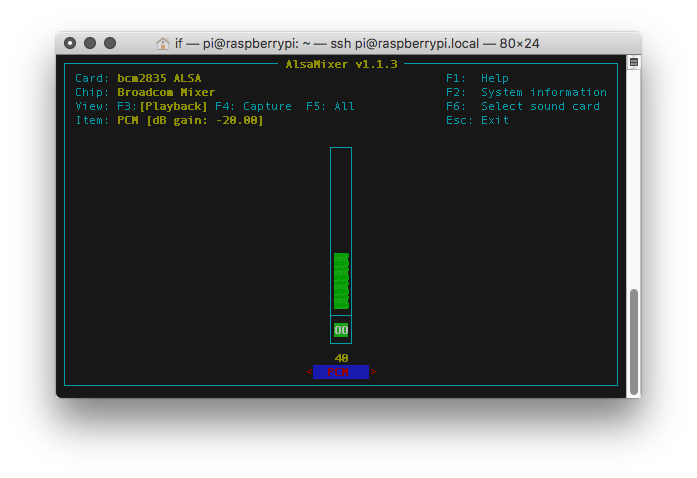 if — pi@raspberrypi: ~ — ssh pi@raspberrypi.local — 80×24
AlsaMixer v1.1.3
Card: bcm2835 ALSA F1: Help
Chip: Broadcom Mixer F2: System information
View: F3:[Playback] F4: Capture F5: All F6: Select sound card
Item: PCM [dB gain: -20.00] Esc: Exit
OO
40
< PCM >